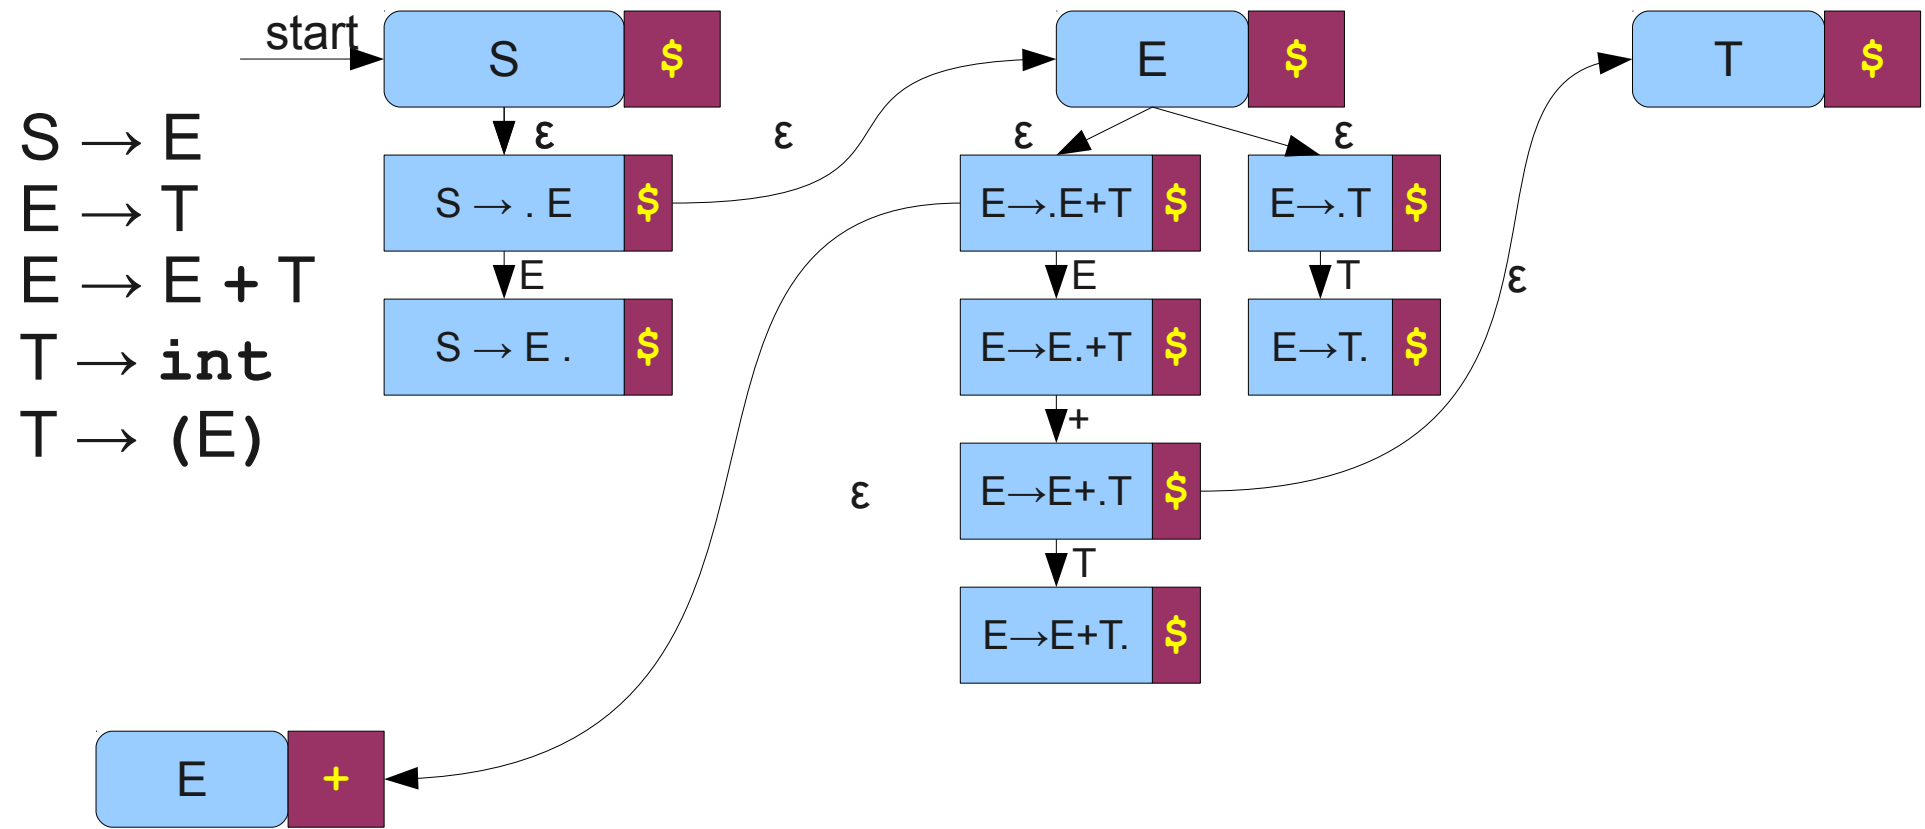 start
S $
E $
T $
ε
ε
ε
ε
S → E
E → T
E → E + T
T → int
T → (E)
S → . E $
E→.E+T $
E→.T $
E
E
T
ε
S → E . $
E→E.+T $
E→T. $
+
E→E+.T $
ε
T
E→E+T. $
E +